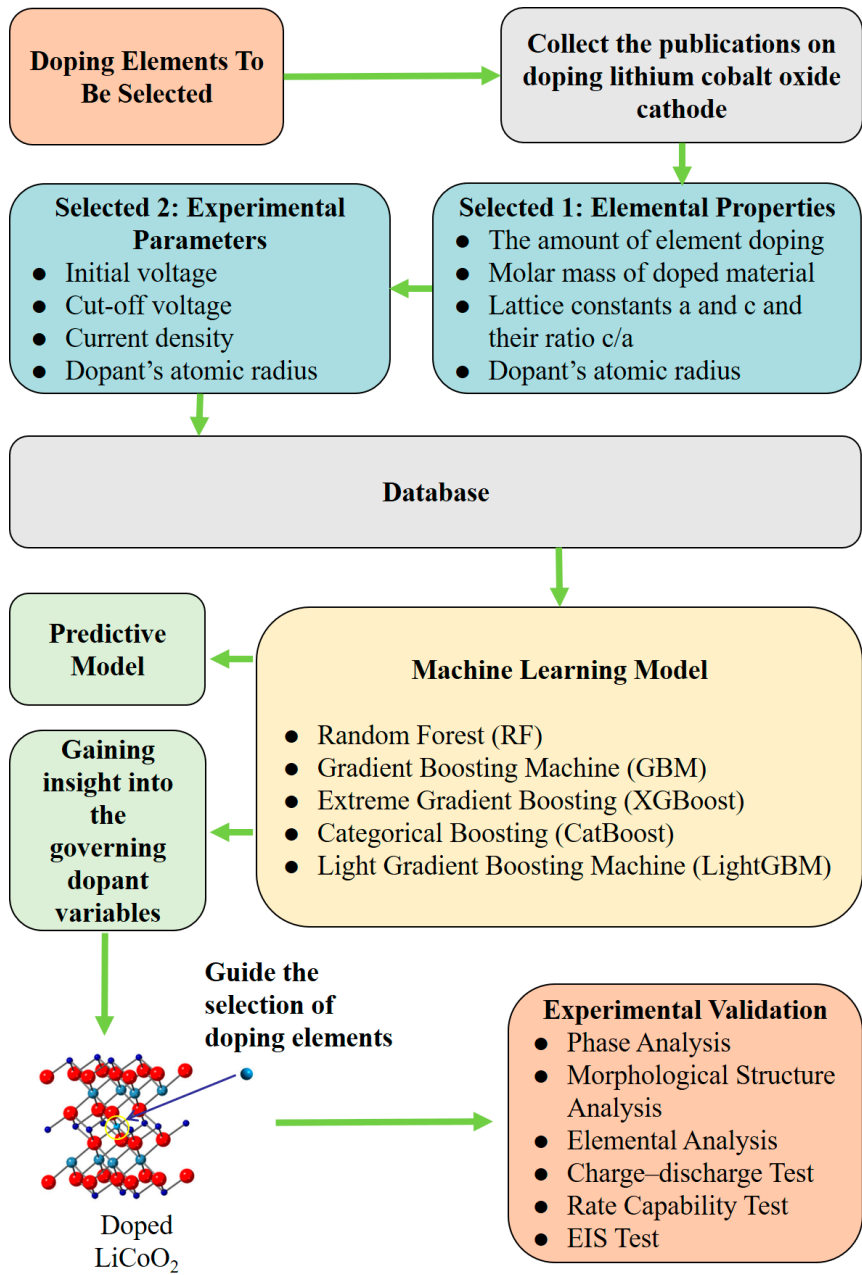 Doping Elements To
Be Selected
Collect the publications on
doping lithium cobalt oxide
cathode
Selected 1: Elemental Properties
● The amount of element doping
● Molar mass of doped material
● Lattice constants a and c and
their ratio c/a
● Dopant’s atomic radius
Selected 2: Experimental
Parameters
● Initial voltage
● Cut-off voltage
● Current density
● Dopant’s atomic radius
Database
Machine Learning Model
● Random Forest (RF)
● Gradient Boosting Machine (GBM)
● Extreme Gradient Boosting (XGBoost)
● Categorical Boosting (CatBoost)
● Light Gradient Boosting Machine (LightGBM)
Predictive
Model
Gaining
insight into
the
governing
dopant
variables
Guide the
selection of
doping elements
Doped
LiCoO₂
Experimental Validation
● Phase Analysis
● Morphological Structure
Analysis
● Elemental Analysis
● Charge–discharge Test
● Rate Capability Test
● EIS Test